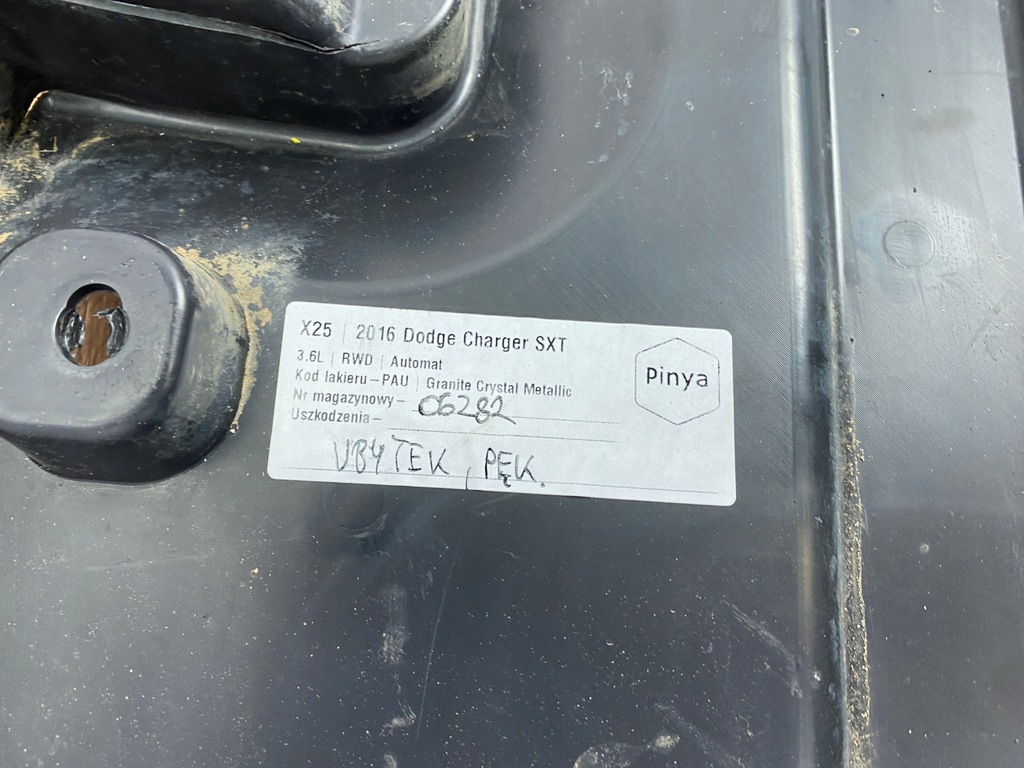 X25 | 2016 Dodge Charger SXT
3.6L | RWD | Automat
Kod lakieru – PAU | Granite Crystal Metallic
Nr magazynowy – 06282
Uszkodzenia –
UBYTEK, PĘK.
Pinya